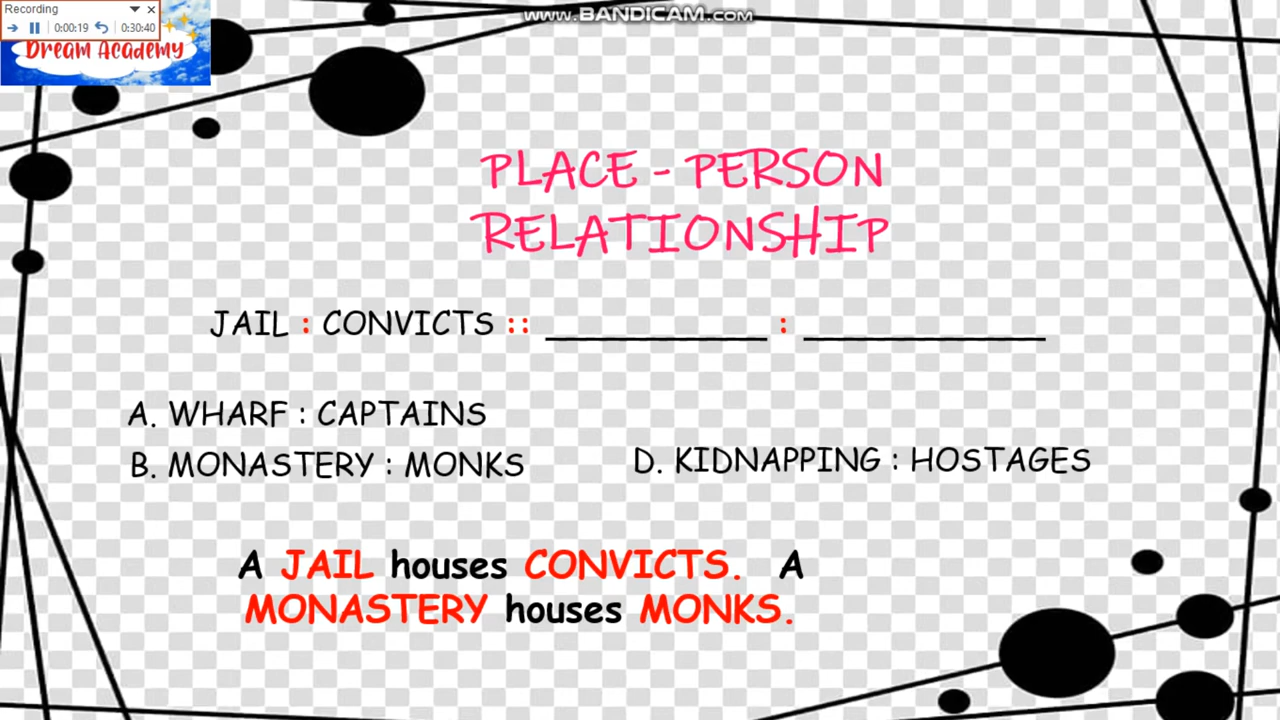 Recording
0:00:19
0:30:40
Dream Academy
www.BANDICAM.com
PLACE - PERSON
RELATIONSHIP
JAIL : CONVICTS :: ____________ : _____________
A. WHARF : CAPTAINS
B. MONASTERY : MONKS
D. KIDNAPPING : HOSTAGES
A JAIL houses CONVICTS. A
MONASTERY houses MONKS.